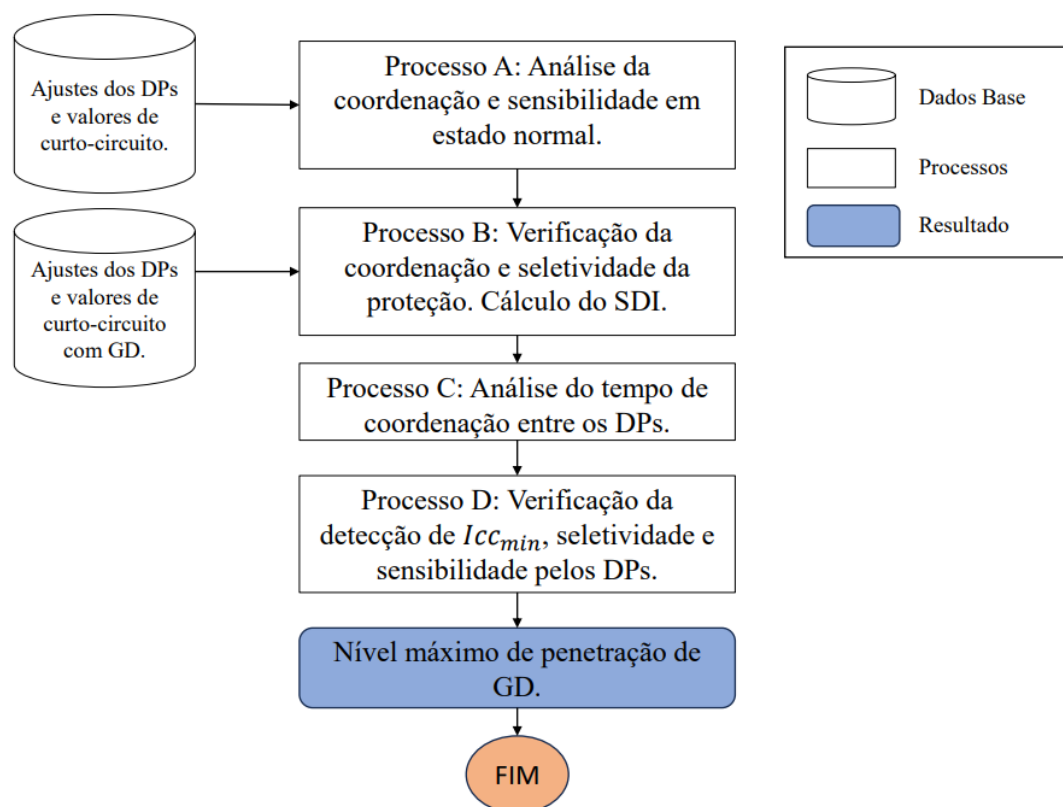 Ajustes dos DPs
e valores de
curto-circuito.
Processo A: Análise da
coordenação e sensibilidade em
estado normal.
Ajustes dos DPs
e valores de
curto-circuito
com GD.
Processo B: Verificação da
coordenação e seletividade da
proteção. Cálculo do SDI.
Processo C: Análise do tempo de
coordenação entre os DPs.
Processo D: Verificação da
detecção de Icc_min, seletividade e
sensibilidade pelos DPs.
Nível máximo de penetração de
GD.
FIM
Dados Base
Processos
Resultado